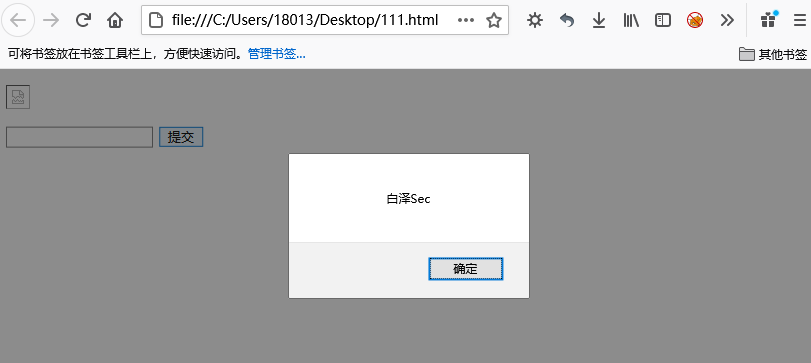 file:///C:/Users/18013/Desktop/111.html
可将书签放在书签工具栏上，方便快速访问。管理书签... 其他书签
提交
白泽Sec
确定